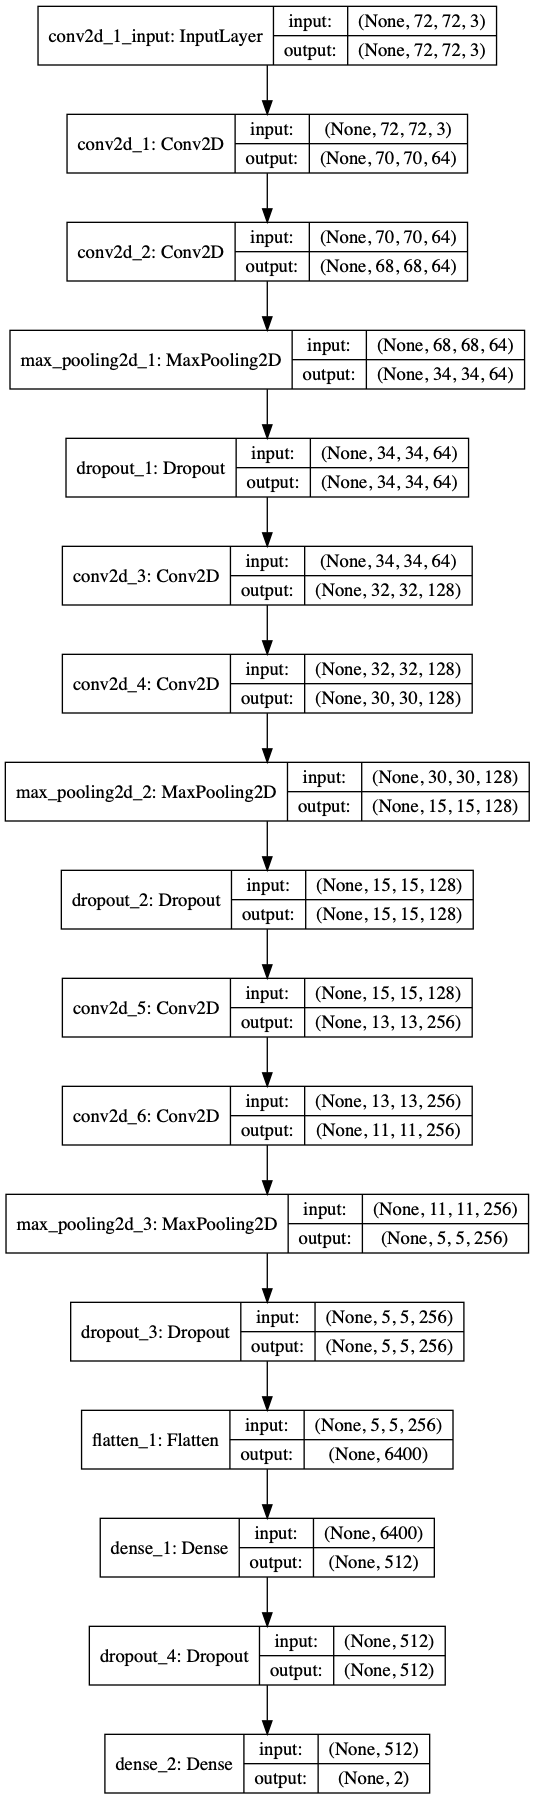 conv2d_1_input: InputLayer
input: (None, 72, 72, 3)
output: (None, 72, 72, 3)
conv2d_1: Conv2D
input: (None, 72, 72, 3)
output: (None, 70, 70, 64)
conv2d_2: Conv2D
input: (None, 70, 70, 64)
output: (None, 68, 68, 64)
max_pooling2d_1: MaxPooling2D
input: (None, 68, 68, 64)
output: (None, 34, 34, 64)
dropout_1: Dropout
input: (None, 34, 34, 64)
output: (None, 34, 34, 64)
conv2d_3: Conv2D
input: (None, 34, 34, 64)
output: (None, 32, 32, 128)
conv2d_4: Conv2D
input: (None, 32, 32, 128)
output: (None, 30, 30, 128)
max_pooling2d_2: MaxPooling2D
input: (None, 30, 30, 128)
output: (None, 15, 15, 128)
dropout_2: Dropout
input: (None, 15, 15, 128)
output: (None, 15, 15, 128)
conv2d_5: Conv2D
input: (None, 15, 15, 128)
output: (None, 13, 13, 256)
conv2d_6: Conv2D
input: (None, 13, 13, 256)
output: (None, 11, 11, 256)
max_pooling2d_3: MaxPooling2D
input: (None, 11, 11, 256)
output: (None, 5, 5, 256)
dropout_3: Dropout
input: (None, 5, 5, 256)
output: (None, 5, 5, 256)
flatten_1: Flatten
input: (None, 5, 5, 256)
output: (None, 6400)
dense_1: Dense
input: (None, 6400)
output: (None, 512)
dropout_4: Dropout
input: (None, 512)
output: (None, 512)
dense_2: Dense
input: (None, 512)
output: (None, 2)